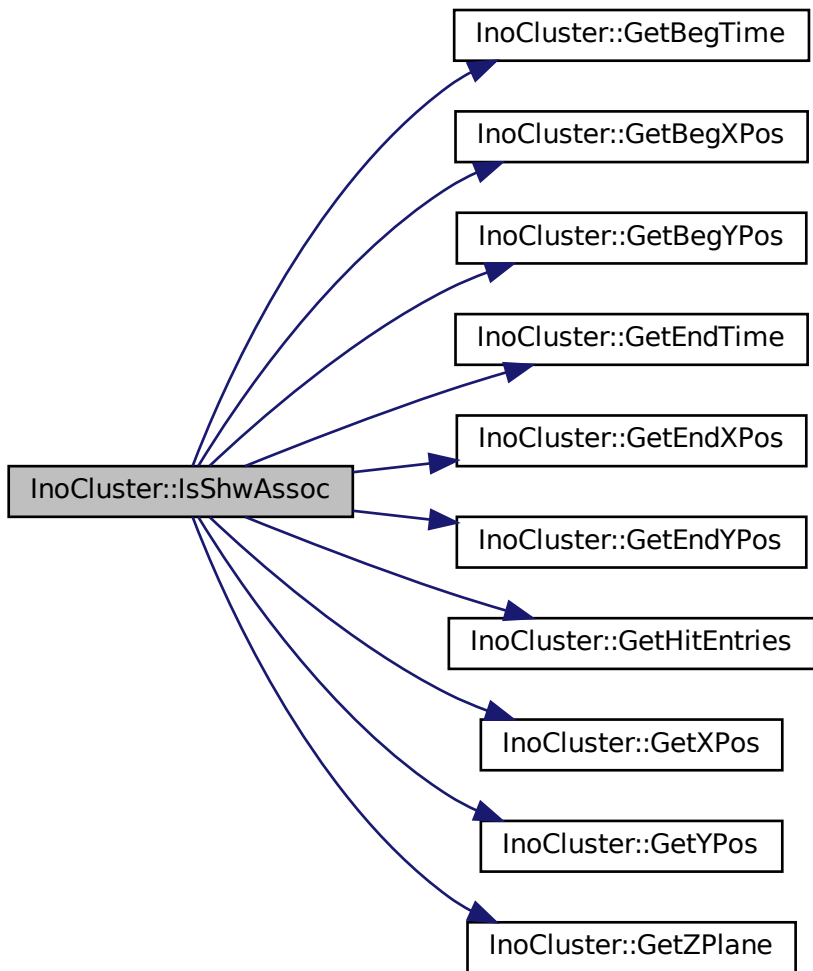 InoCluster::GetBegTime
InoCluster::GetBegXPos
InoCluster::GetBegYPos
InoCluster::GetEndTime
InoCluster::GetEndXPos
InoCluster::IsShwAssoc
InoCluster::GetEndYPos
InoCluster::GetHitEntries
InoCluster::GetXPos
InoCluster::GetYPos
InoCluster::GetZPlane